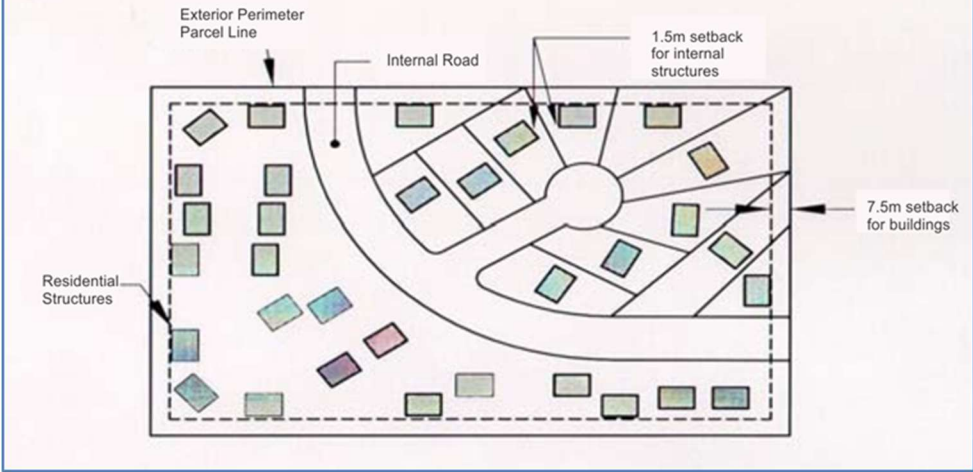 Exterior Perimeter
Parcel Line
Internal Road
1.5m setback
for internal
structures
7.5m setback
for buildings
Residential
Structures